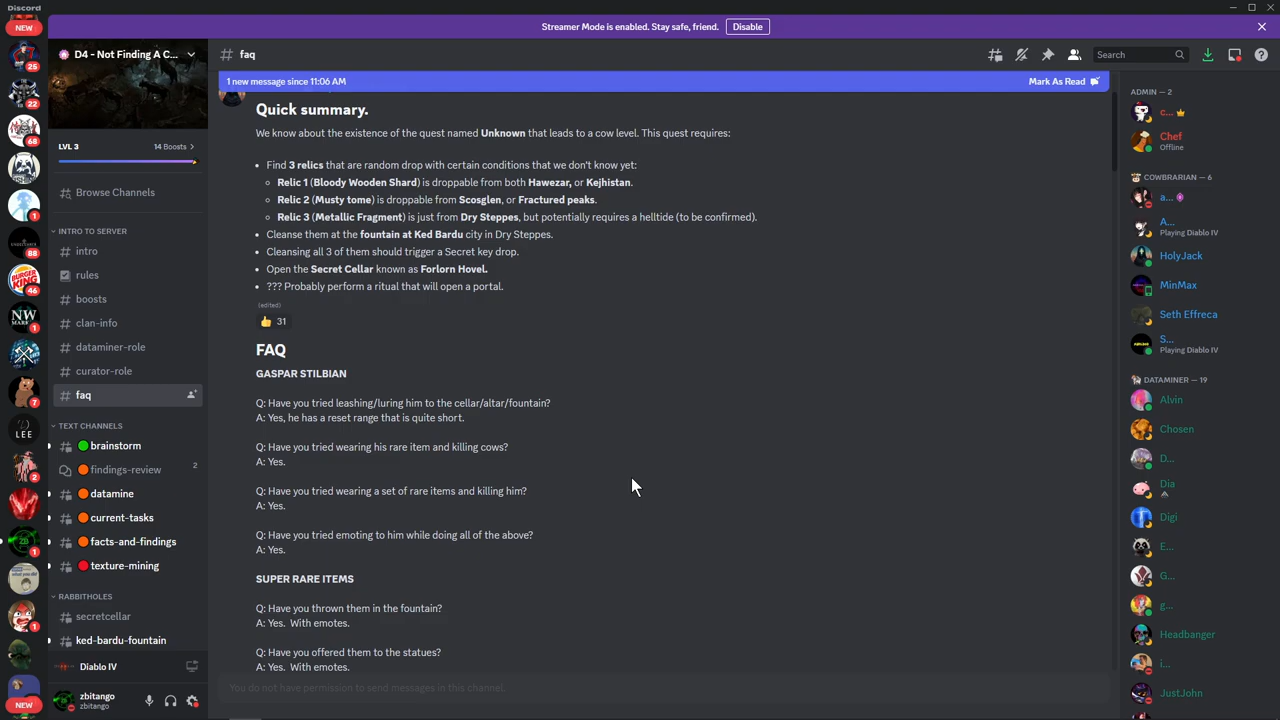 Discord
Streamer Mode is enabled. Stay safe, friend. Disable
NEW
25
22
68
1
88
46
1
7
LEE
2
1
1
NEW
D4 - Not Finding A C...
LVL 3 14 Boosts
Browse Channels
INTRO TO SERVER
intro
rules
boosts
clan-info
dataminer-role
curator-role
faq
TEXT CHANNELS
brainstorm
findings-review 2
datamine
current-tasks
facts-and-findings
texture-mining
RABBITHOLES
secretcellar
ked-bardu-fountain
Diablo IV
zbitango
zbitango
# faq
Search
1 new message since 11:06 AM Mark As Read
Quick summary.
We know about the existence of the quest named Unknown that leads to a cow level. This quest requires:
• Find 3 relics that are random drop with certain conditions that we don't know yet:
Relic 1 (Bloody Wooden Shard) is droppable from both Hawezar, or Kejhistan.
Relic 2 (Musty tome) is droppable from Scosglen, or Fractured peaks.
Relic 3 (Metallic Fragment) is just from Dry Steppes, but potentially requires a helltide (to be confirmed).
• Cleanse them at the fountain at Ked Bardu city in Dry Steppes.
• Cleansing all 3 of them should trigger a Secret key drop.
• Open the Secret Cellar known as Forlorn Hovel.
• ??? Probably perform a ritual that will open a portal.
(edited)
👍 31
FAQ
GASPAR STILBIAN
Q: Have you tried leashing/luring him to the cellar/altar/fountain?
A: Yes, he has a reset range that is quite short.
Q: Have you tried wearing his rare item and killing cows?
A: Yes.
Q: Have you tried wearing a set of rare items and killing him?
A: Yes.
Q: Have you tried emoting to him while doing all of the above?
A: Yes.
SUPER RARE ITEMS
Q: Have you thrown them in the fountain?
A: Yes. With emotes.
Q: Have you offered them to the statues?
A: Yes. With emotes.
You do not have permission to send messages in this channel.
ADMIN — 2
c...
Chef
Offline
COWBRARIAN — 6
a...
A...
Playing Diablo IV
HolyJack
MinMax
Seth Effreca
S...
Playing Diablo IV
DATAMINER — 19
Alvin
Chosen
D...
Dia
Digi
E...
G...
g...
Headbanger
i...
JustJohn